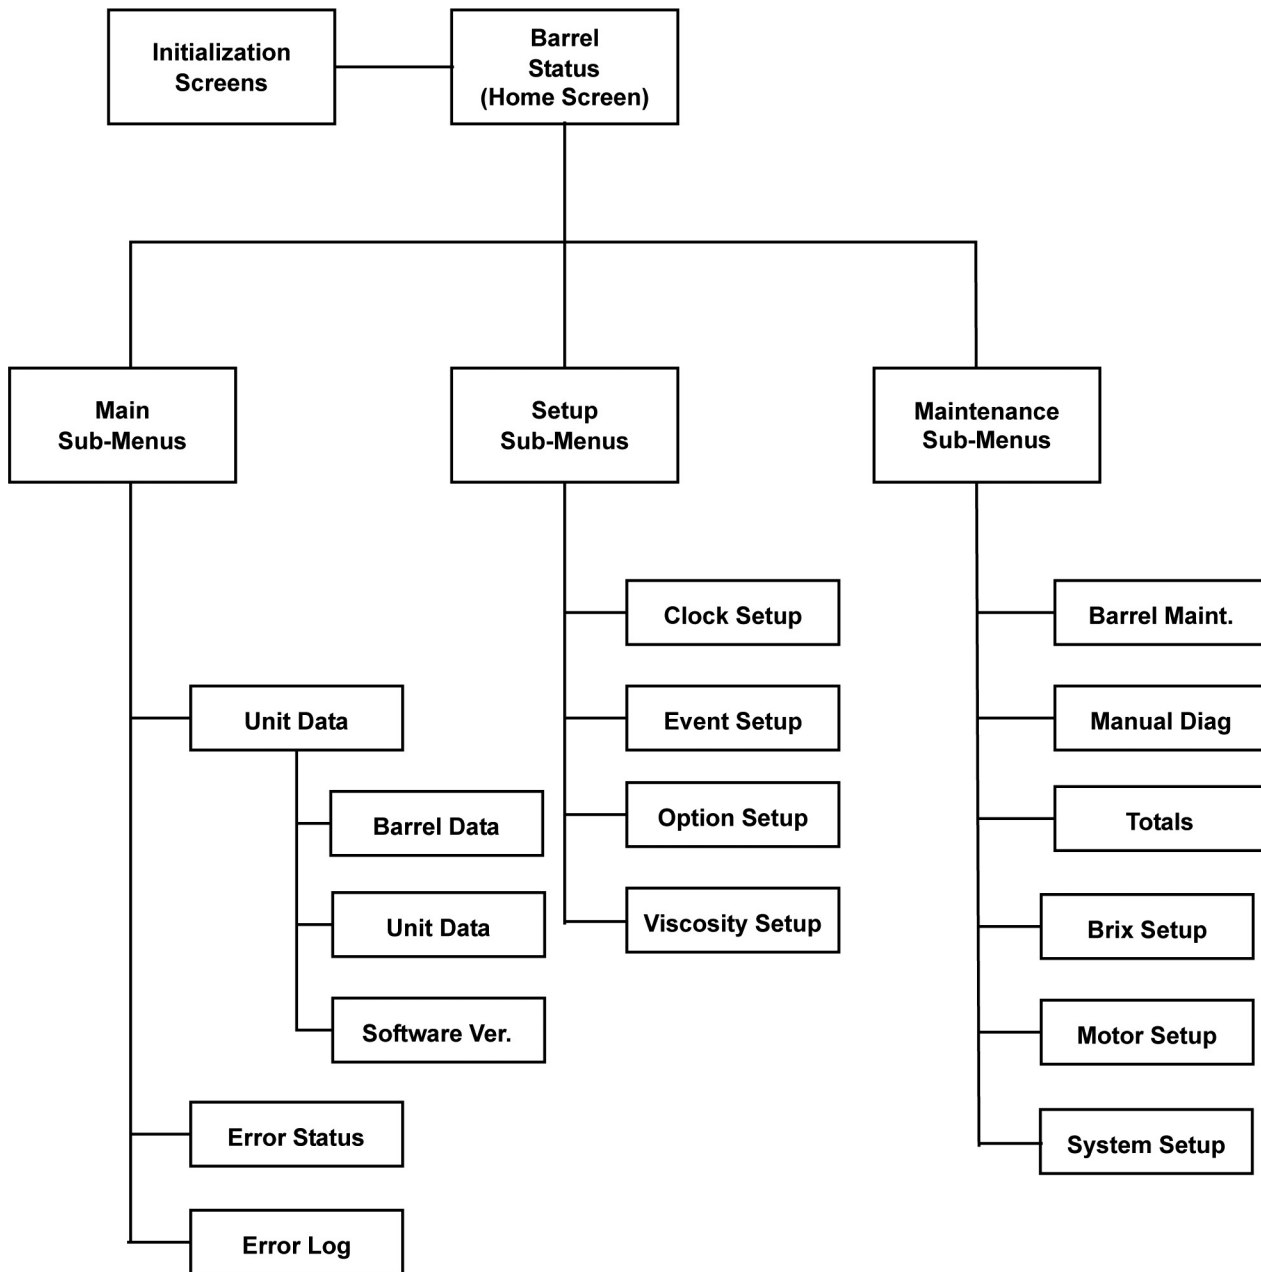 Initialization
Screens
Barrel
Status
(Home Screen)
Main
Sub-Menus
Setup
Sub-Menus
Maintenance
Sub-Menus
Unit Data
Barrel Data
Unit Data
Software Ver.
Error Status
Error Log
Clock Setup
Event Setup
Option Setup
Viscosity Setup
Barrel Maint.
Manual Diag
Totals
Brix Setup
Motor Setup
System Setup